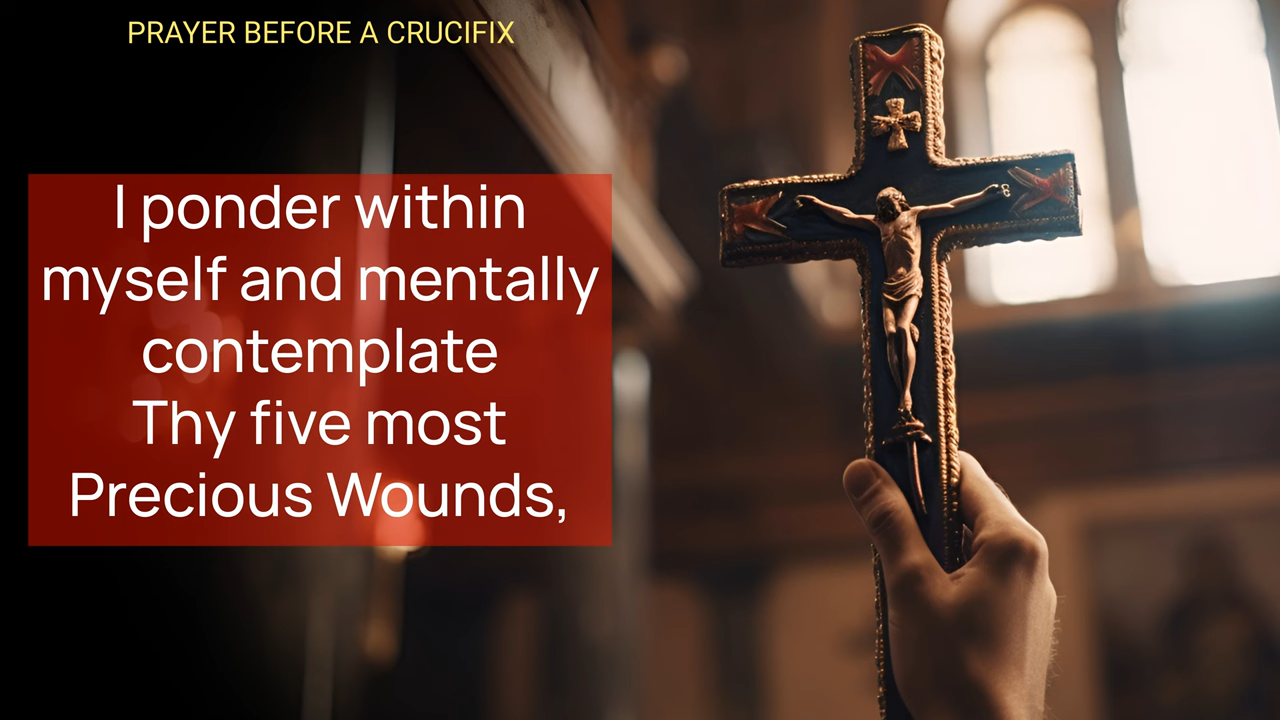 PRAYER BEFORE A CRUCIFIX
I ponder within
myself and mentally
contemplate
Thy five most
Precious Wounds,